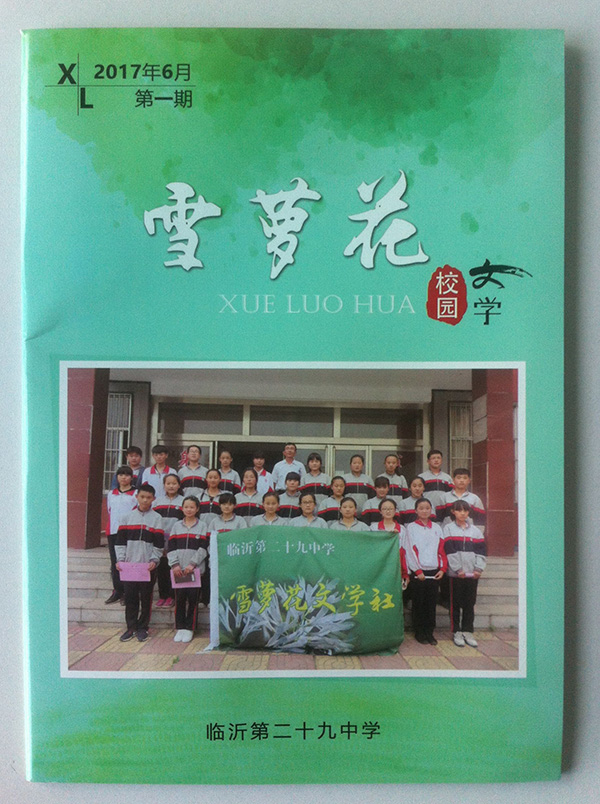 XL
2017年6月
第一期
雪萝花
XUE LUO HUA
校园
文学
临沂第二十九中学
雪萝花文学社
临沂第二十九中学